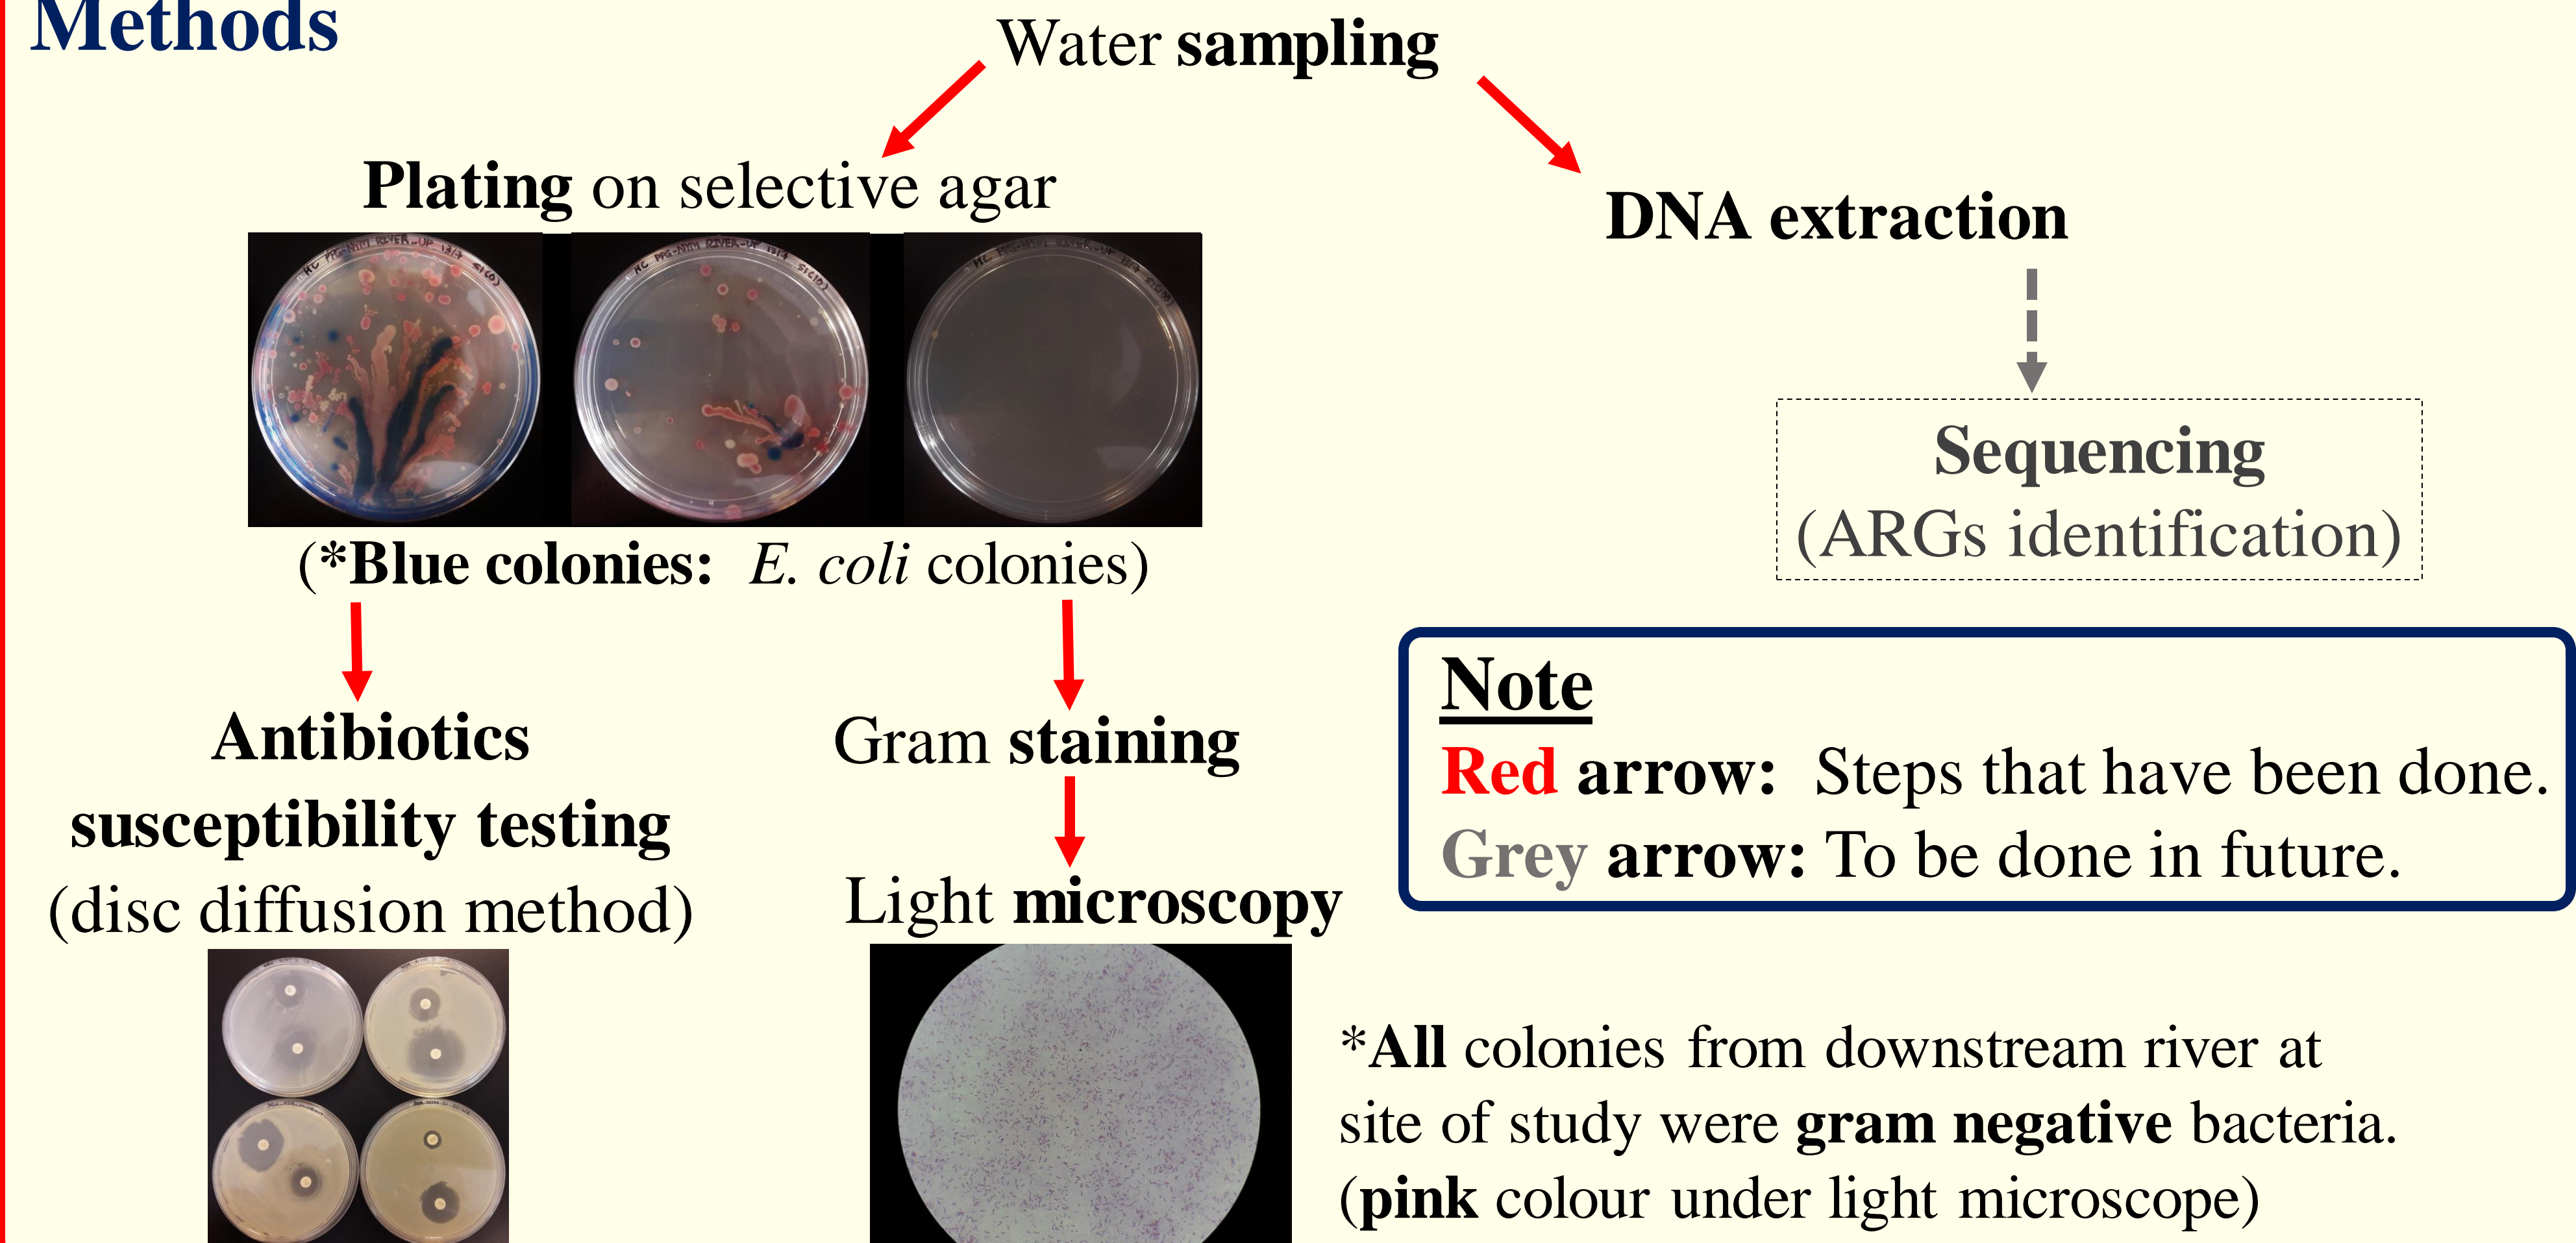 Methods
Water sampling
Plating on selective agar
DNA extraction
Sequencing
(ARGs identification)
(*Blue colonies: E. coli colonies)
Antibiotics
susceptibility testing
(disc diffusion method)
Gram staining
Light microscopy
Note
Red arrow: Steps that have been done.
Grey arrow: To be done in future.
*All colonies from downstream river at
site of study were gram negative bacteria.
(pink colour under light microscope)